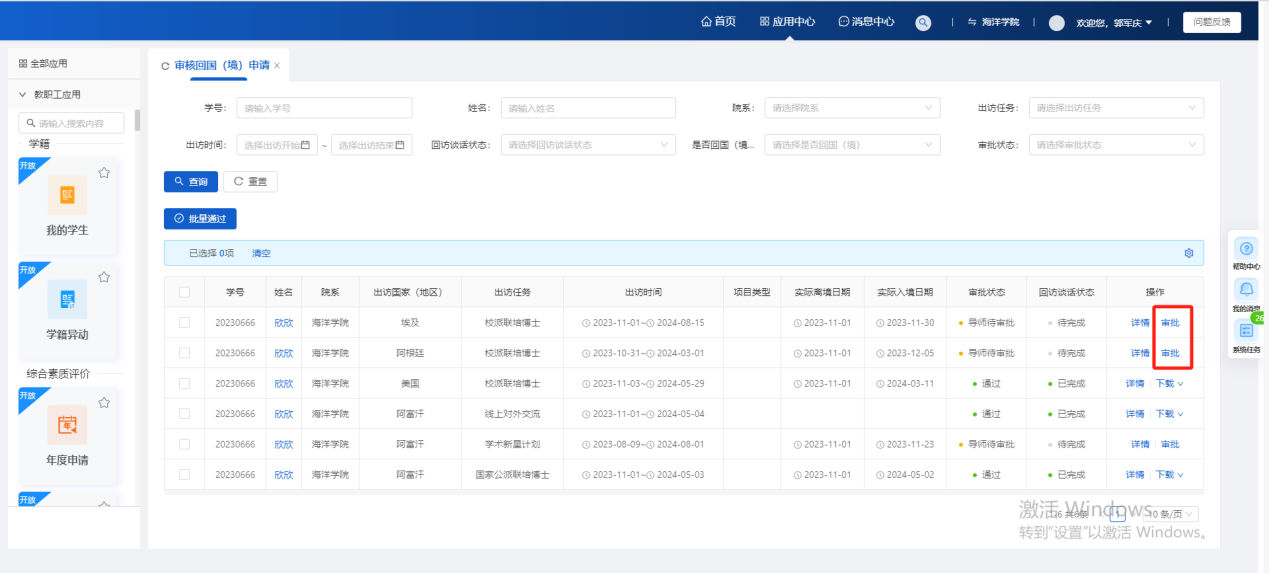 首页 应用中心 消息中心 海洋学院 欢迎您，郭军庆 问题反馈
全部应用
教职工应用
请输入搜索内容
学籍
开放
我的学生
开放
学籍异动
综合素质评价
开放
年度申请
开放
审核回国（境）申请 ×
学号： 请输入学号 姓名： 请输入姓名 院系： 请选择院系 出访任务： 请选择出访任务
出访时间： 选择出访开始 ~ 选择出访结束 回访谈话状态： 请选择回访谈话状态 是否回国（境... 请选择是否回国（境） 审批状态： 请选择审批状态
查询 重置
批量通过
已选择 0项 清空
学号 姓名 院系 出访国家（地区） 出访任务 出访时间 项目类型 实际离境日期 实际入境日期 审批状态 回访谈话状态 操作
20230666 欣欣 海洋学院 埃及 校派联培博士 2023-11-01~ 2024-08-15 2023-11-01 2023-11-30 导师待审批 待完成 详情 审批
20230666 欣欣 海洋学院 阿根廷 校派联培博士 2023-10-31~ 2024-03-01 2023-11-01 2023-12-05 导师待审批 待完成 详情 审批
20230666 欣欣 海洋学院 美国 校派联培博士 2023-11-03~ 2024-05-29 2023-11-01 2024-03-11 通过 已完成 详情 下载
20230666 欣欣 海洋学院 阿富汗 线上对外交流 2023-11-01~ 2024-05-04 通过 已完成 详情 下载
20230666 欣欣 海洋学院 阿富汗 学术新星计划 2023-08-09~ 2024-08-01 2023-11-01 2023-11-23 导师待审批 待完成 详情 审批
20230666 欣欣 海洋学院 阿富汗 国家公派联培博士 2023-11-01~ 2024-05-03 2023-11-01 2024-05-02 通过 已完成 详情 下载
1 10 条/页
激活 Windows
转到"设置"以激活 Windows。
帮助中心
我的消息
26
系统任务